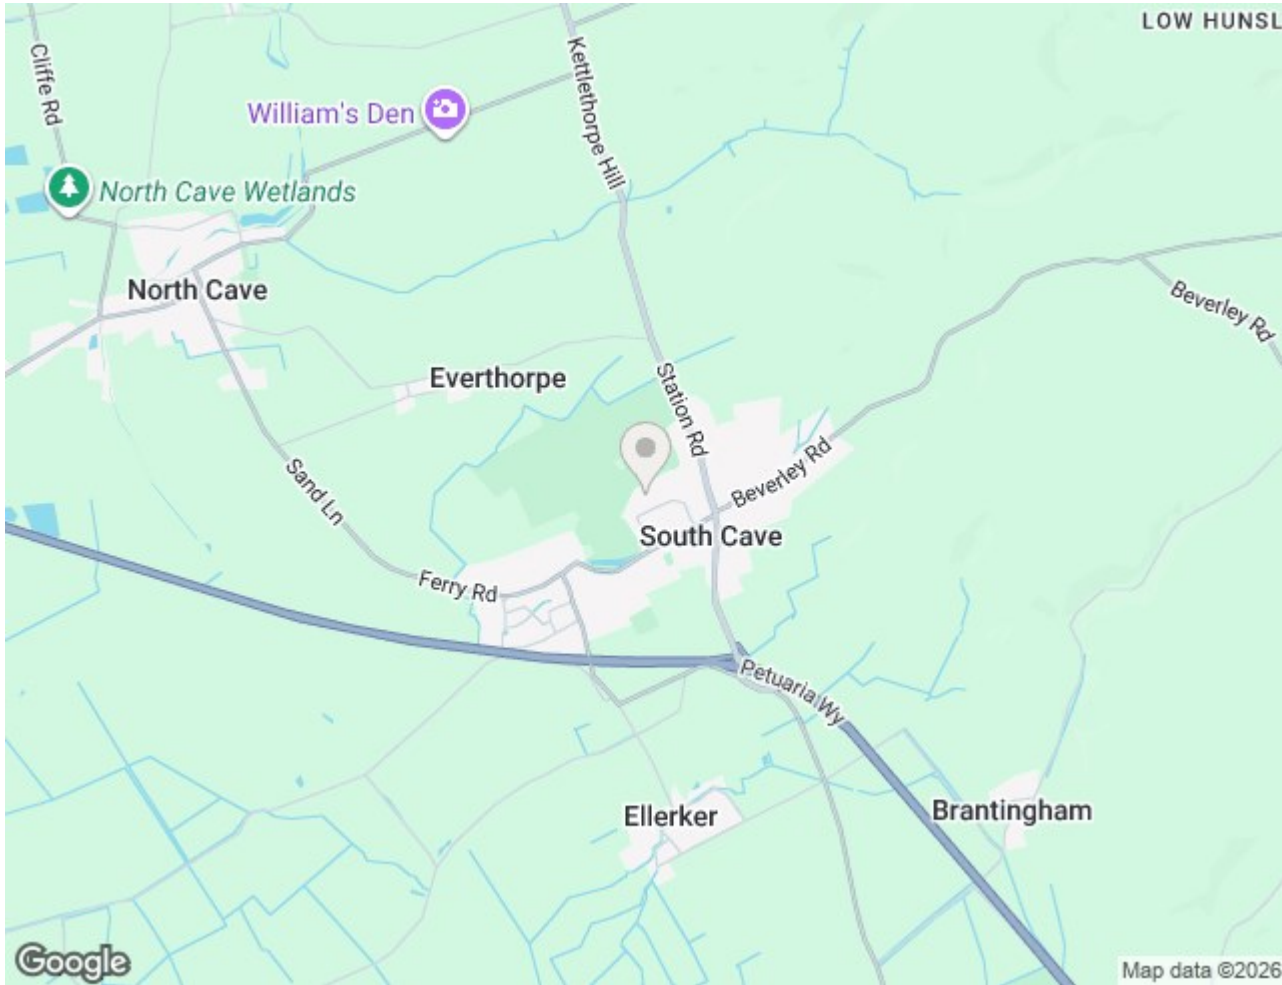 LOW HUNSL
Cliffe Rd
Kettlethorpe Hill
William's Den
North Cave Wetlands
North Cave
Beverley Rd
Everthorpe
Station Rd
Beverley Rd
Sand Ln
South Cave
Ferry Rd
Petuaria Wy
Ellerker
Brantingham
Google
Map data ©2026